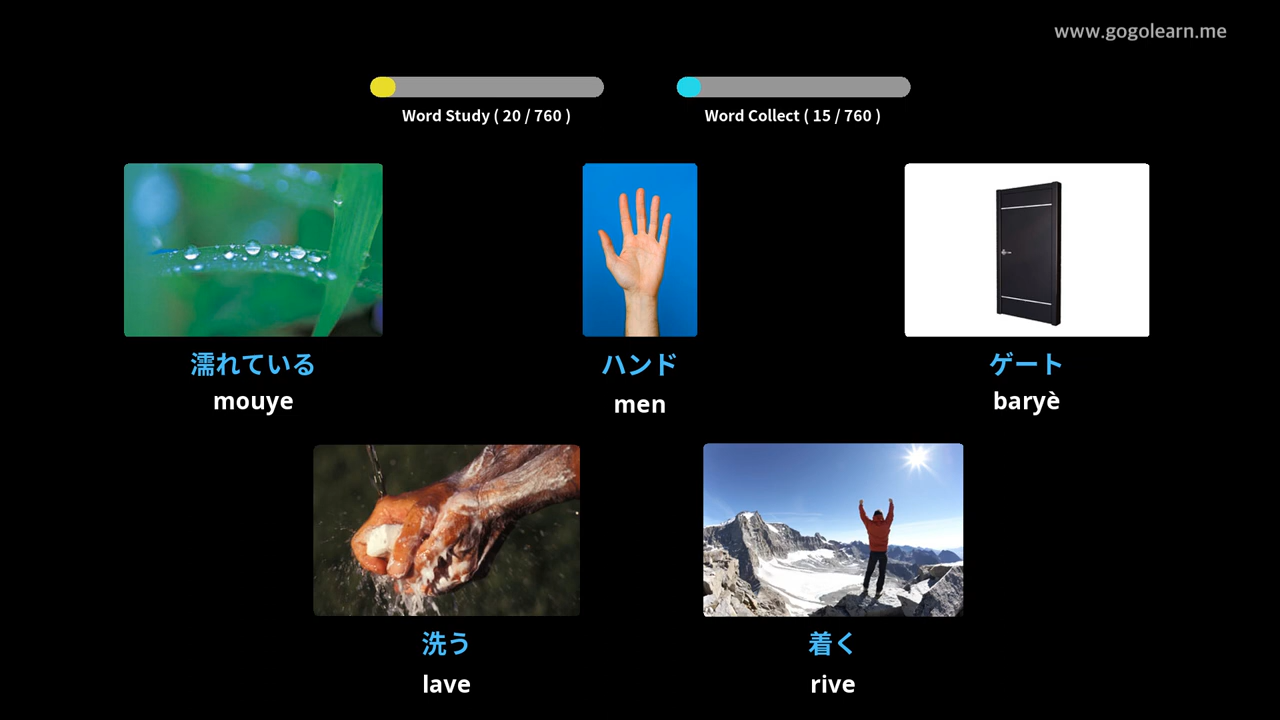 www.gogolearn.me
Word Study ( 20 / 760 )
Word Collect ( 15 / 760 )
濡れている
mouye
ハンド
men
ゲート
baryè
洗う
lave
着く
rive